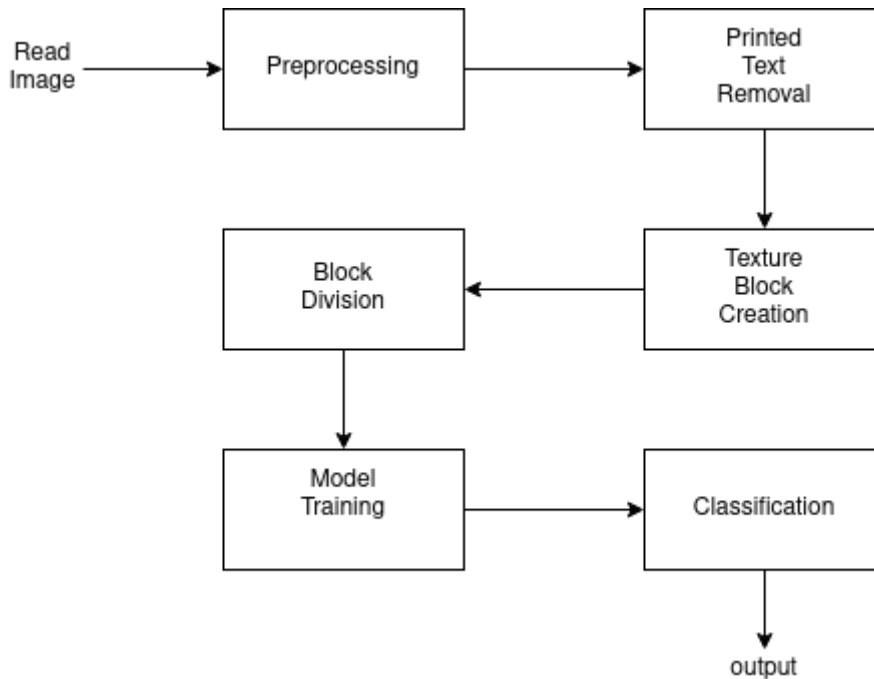 Read
Image
Preprocessing
Printed
Text
Removal
Texture
Block
Creation
Block
Division
Model
Training
Classification
output